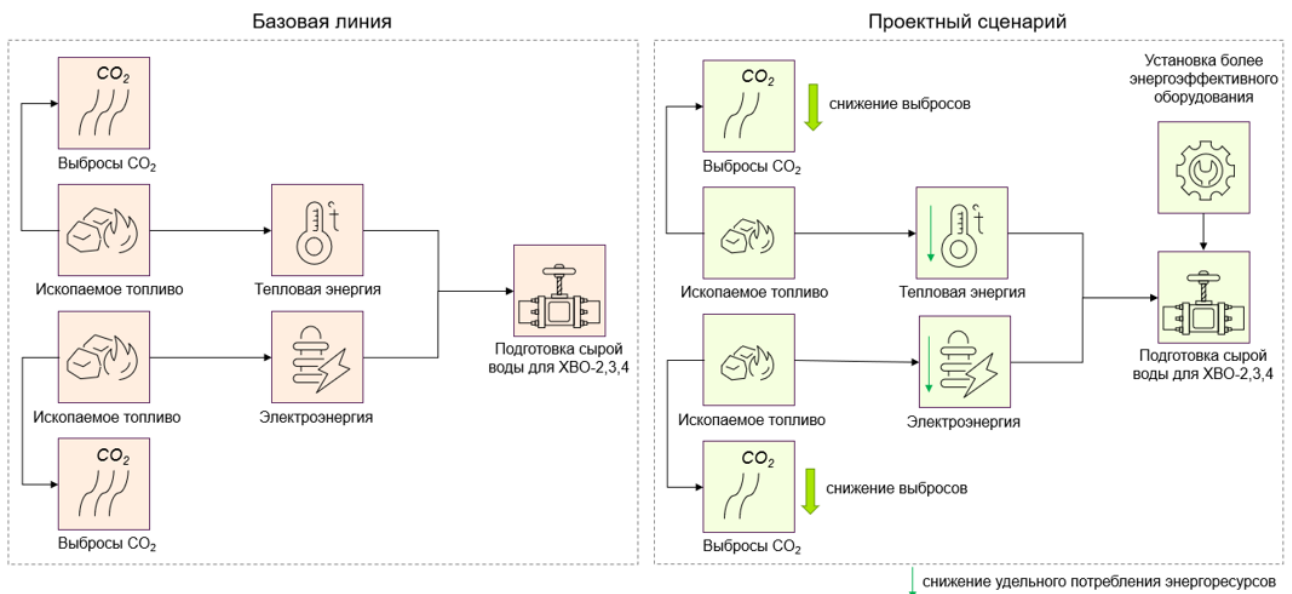 Базовая линия
CO2
Выбросы CO2
Ископаемое топливо
t
Тепловая энергия
Подготовка сырой
воды для ХВО-2,3,4
Ископаемое топливо
Электроэнергия
CO2
Выбросы CO2
Проектный сценарий
CO2
снижение выбросов
Выбросы CO2
Установка более
энергоэффективного
оборудования
Ископаемое топливо
t
Тепловая энергия
Подготовка сырой
воды для ХВО-2,3,4
Ископаемое топливо
Электроэнергия
CO2
снижение выбросов
Выбросы CO2
снижение удельного потребления энергоресурсов